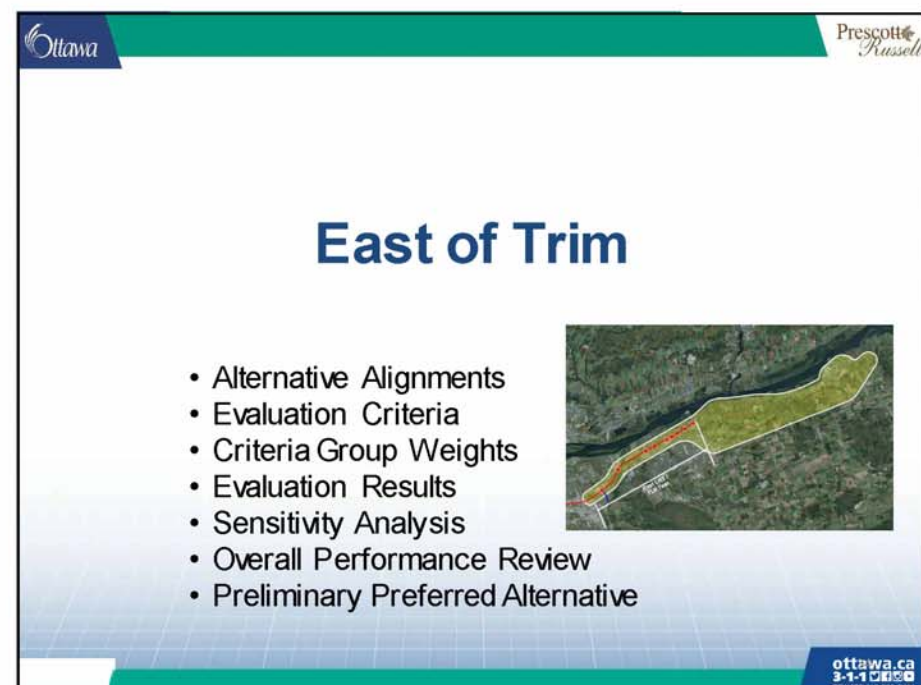 Ottawa
Prescott
Russell
East of Trim
• Alternative Alignments
• Evaluation Criteria
• Criteria Group Weights
• Evaluation Results
• Sensitivity Analysis
• Overall Performance Review
• Preliminary Preferred Alternative
ottawa.ca
3-1-1